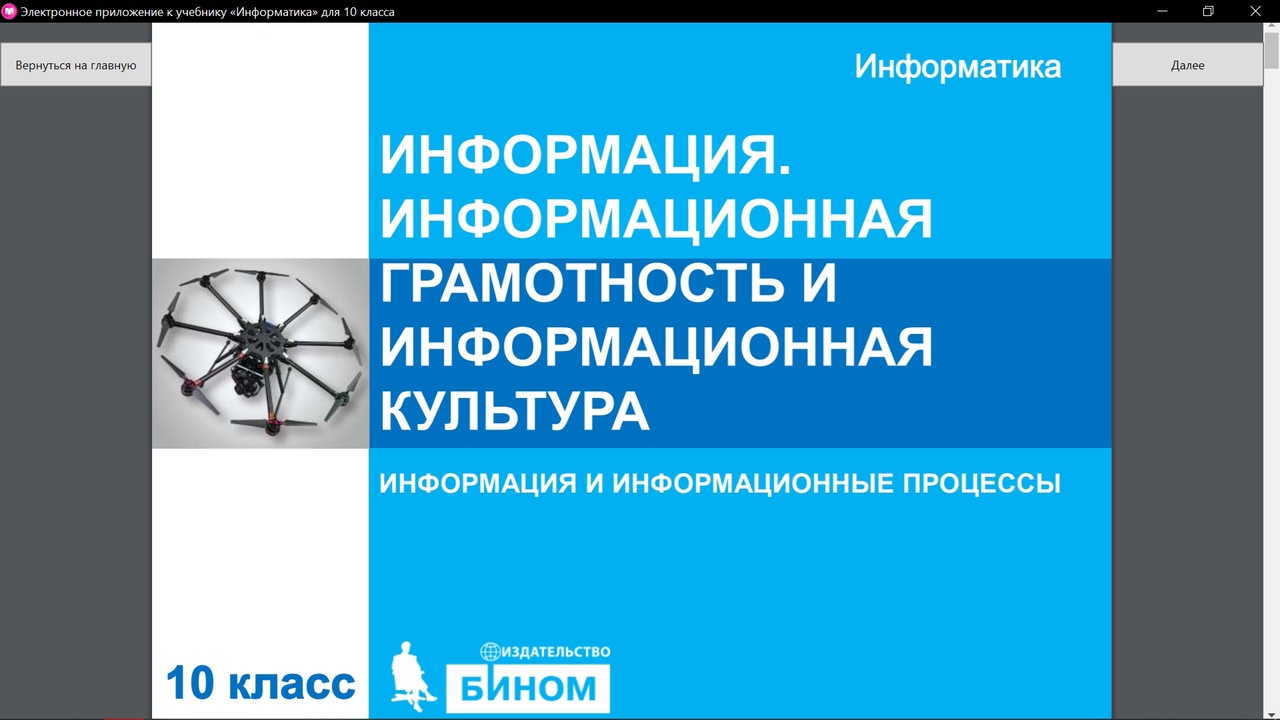 Электронное приложение к учебнику «Информатика» для 10 класса
Вернуться на главную
Далее
Информатика
ИНФОРМАЦИЯ.
ИНФОРМАЦИОННАЯ
ГРАМОТНОСТЬ И
ИНФОРМАЦИОННАЯ
КУЛЬТУРА
ИНФОРМАЦИЯ И ИНФОРМАЦИОННЫЕ ПРОЦЕССЫ
10 класс
ИЗДАТЕЛЬСТВО
БИНОМ